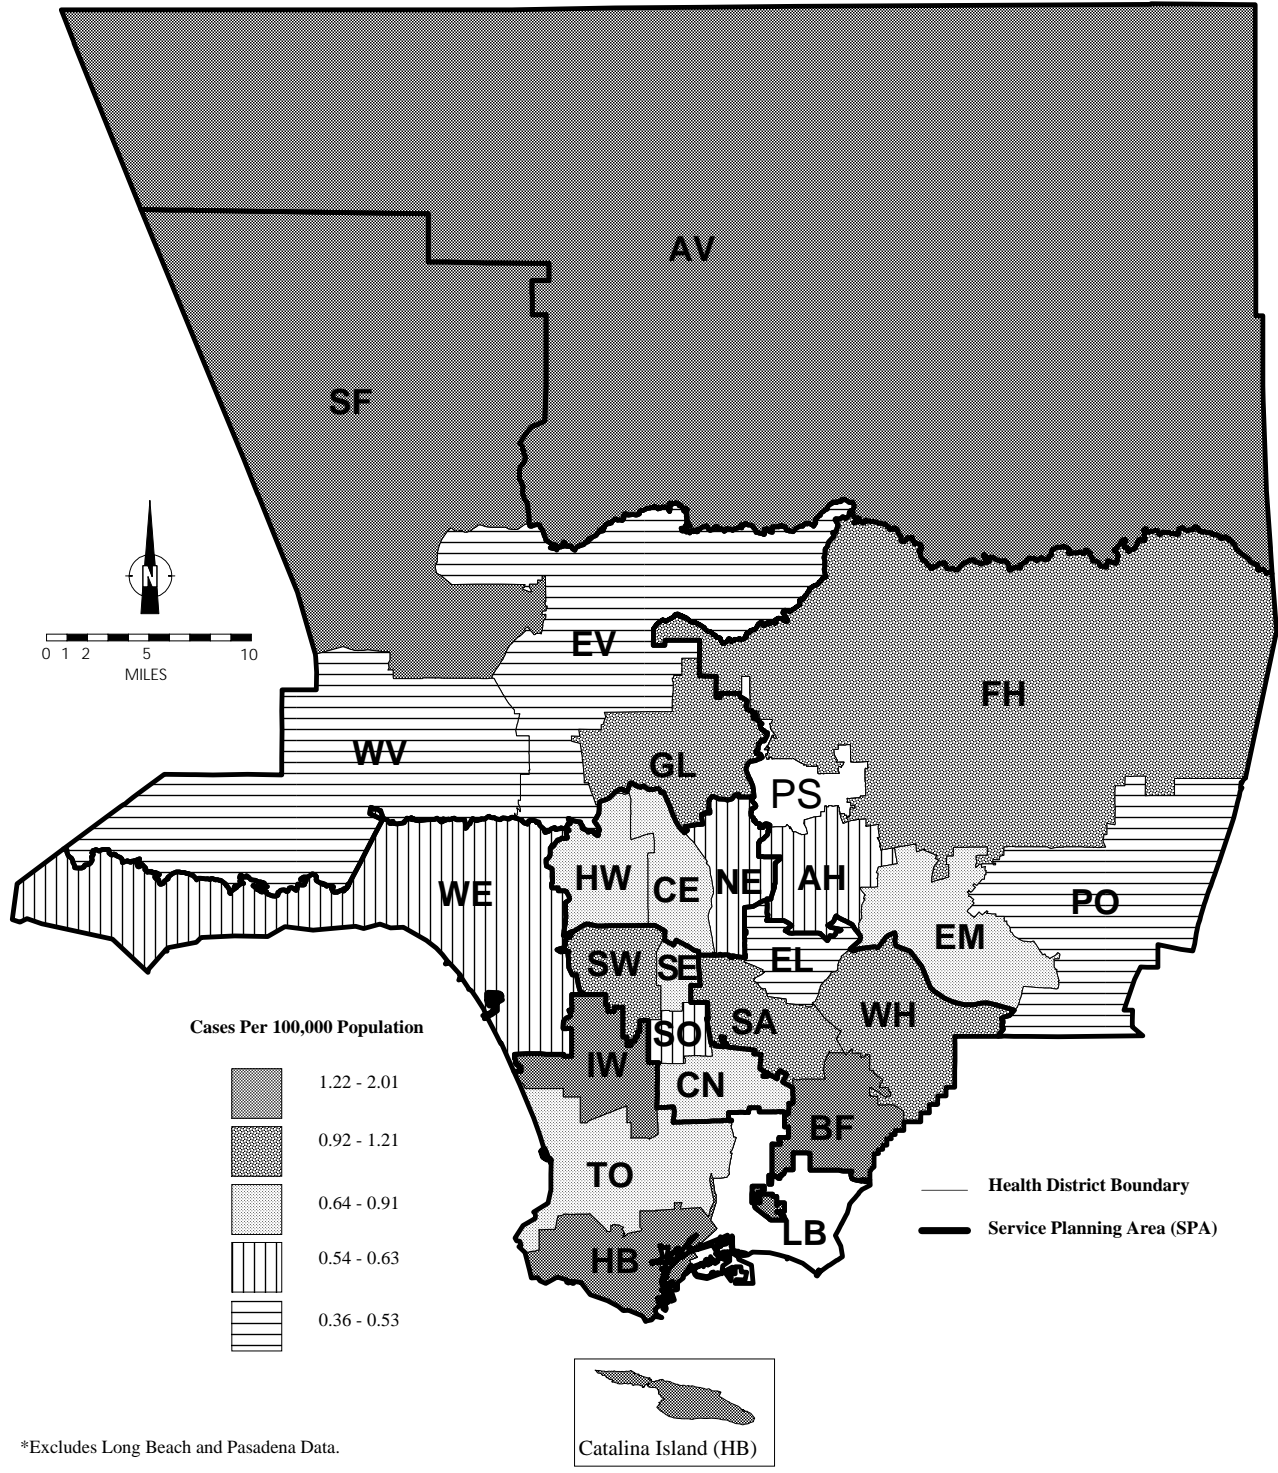 AV
SF
N
0 1 2 5 10
MILES
EV
FH
WV
GL
PS
HW
CE
NE
AH
WE
PO
EM
SW
SE
EL
SA
WH
SO
IW
CN
BF
TO
LB
HB
Cases Per 100,000 Population
1.22 - 2.01
0.92 - 1.21
0.64 - 0.91
0.54 - 0.63
0.36 - 0.53
Health District Boundary
Service Planning Area (SPA)
Catalina Island (HB)
*Excludes Long Beach and Pasadena Data.